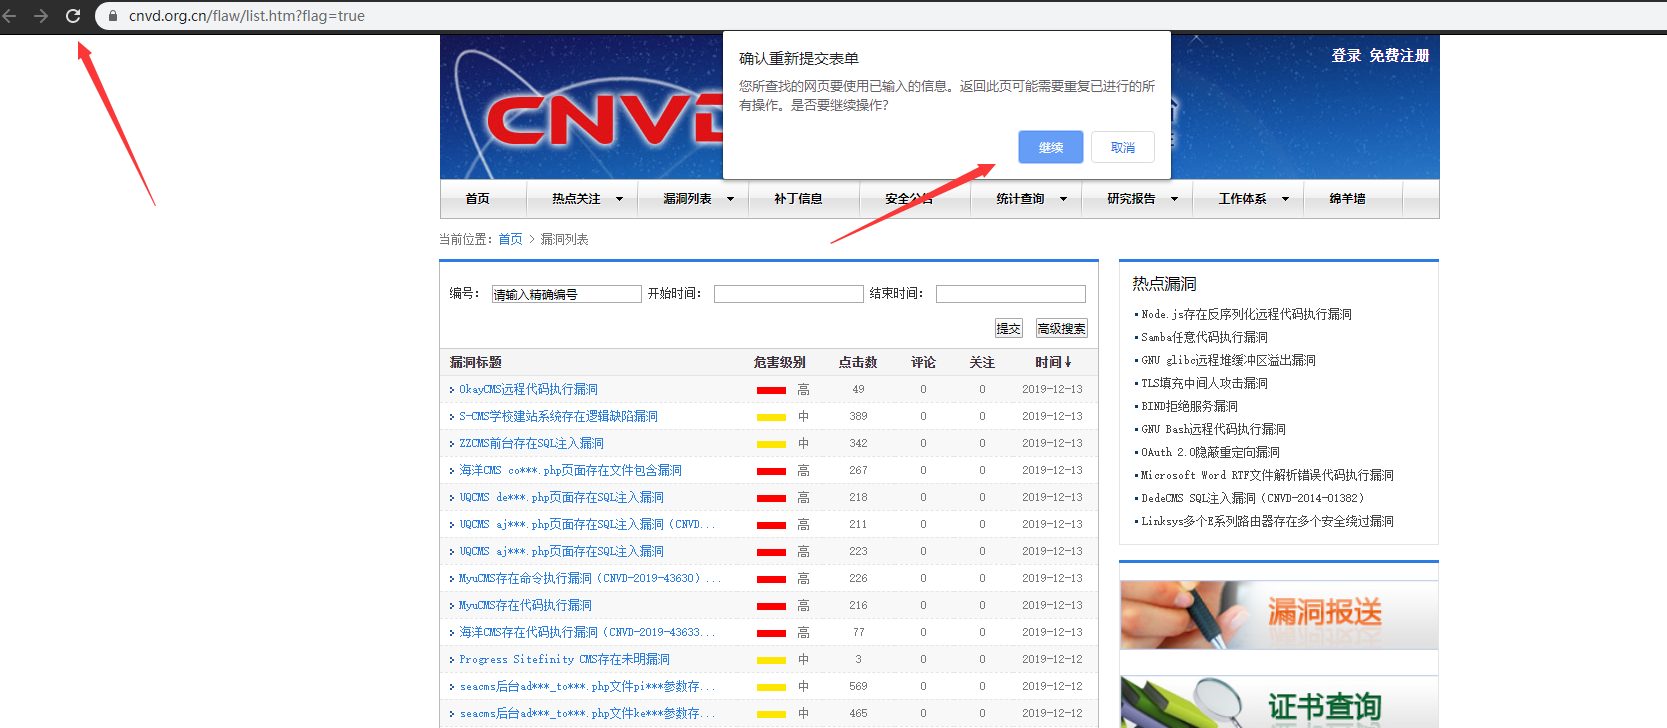 cnvd.org.cn/flaw/list.htm?flag=true
登录 免费注册
CNVD
确认重新提交表单
您所查找的网页要使用已输入的信息。返回此页可能需要重复已进行的所
有操作。是否要继续操作?
继续 取消
首页 热点关注 漏洞列表 补丁信息 安全公告 统计查询 研究报告 工作体系 绵羊墙
当前位置: 首页 > 漏洞列表
编号: 请输入精确编号 开始时间: 结束时间:
提交 高级搜索
漏洞标题 危害级别 点击数 评论 关注 时间↓
OkayCMS远程代码执行漏洞 高 49 0 0 2019-12-13
S-CMS学校建站系统存在逻辑缺陷漏洞 中 389 0 0 2019-12-13
ZZCMS前台存在SQL注入漏洞 中 342 0 0 2019-12-13
海洋CMS co***.php页面存在文件包含漏洞 高 267 0 0 2019-12-13
UQCMS de***.php页面存在SQL注入漏洞 高 218 0 0 2019-12-13
UQCMS aj***.php页面存在SQL注入漏洞（CNVD... 高 211 0 0 2019-12-13
UQCMS aj***.php页面存在SQL注入漏洞 高 223 0 0 2019-12-13
MyuCMS存在命令执行漏洞（CNVD-2019-43630）... 高 226 0 0 2019-12-13
MyuCMS存在代码执行漏洞 高 216 0 0 2019-12-13
海洋CMS存在代码执行漏洞（CNVD-2019-43633... 高 77 0 0 2019-12-13
Progress Sitefinity CMS存在未明漏洞 中 3 0 0 2019-12-12
seacms后台ad***_to***.php文件pi***参数存... 中 569 0 0 2019-12-12
seacms后台ad***_to***.php文件ke***参数存... 中 465 0 0 2019-12-12
热点漏洞
Node.js存在反序列化远程代码执行漏洞
Samba任意代码执行漏洞
GNU glibc远程堆缓冲区溢出漏洞
TLS填充中间人攻击漏洞
BIND拒绝服务漏洞
GNU Bash远程代码执行漏洞
OAuth 2.0隐蔽重定向漏洞
Microsoft Word RTF文件解析错误代码执行漏洞
DedeCMS SQL注入漏洞（CNVD-2014-01382）
Linksys多个E系列路由器存在多个安全绕过漏洞
漏洞报送
证书查询